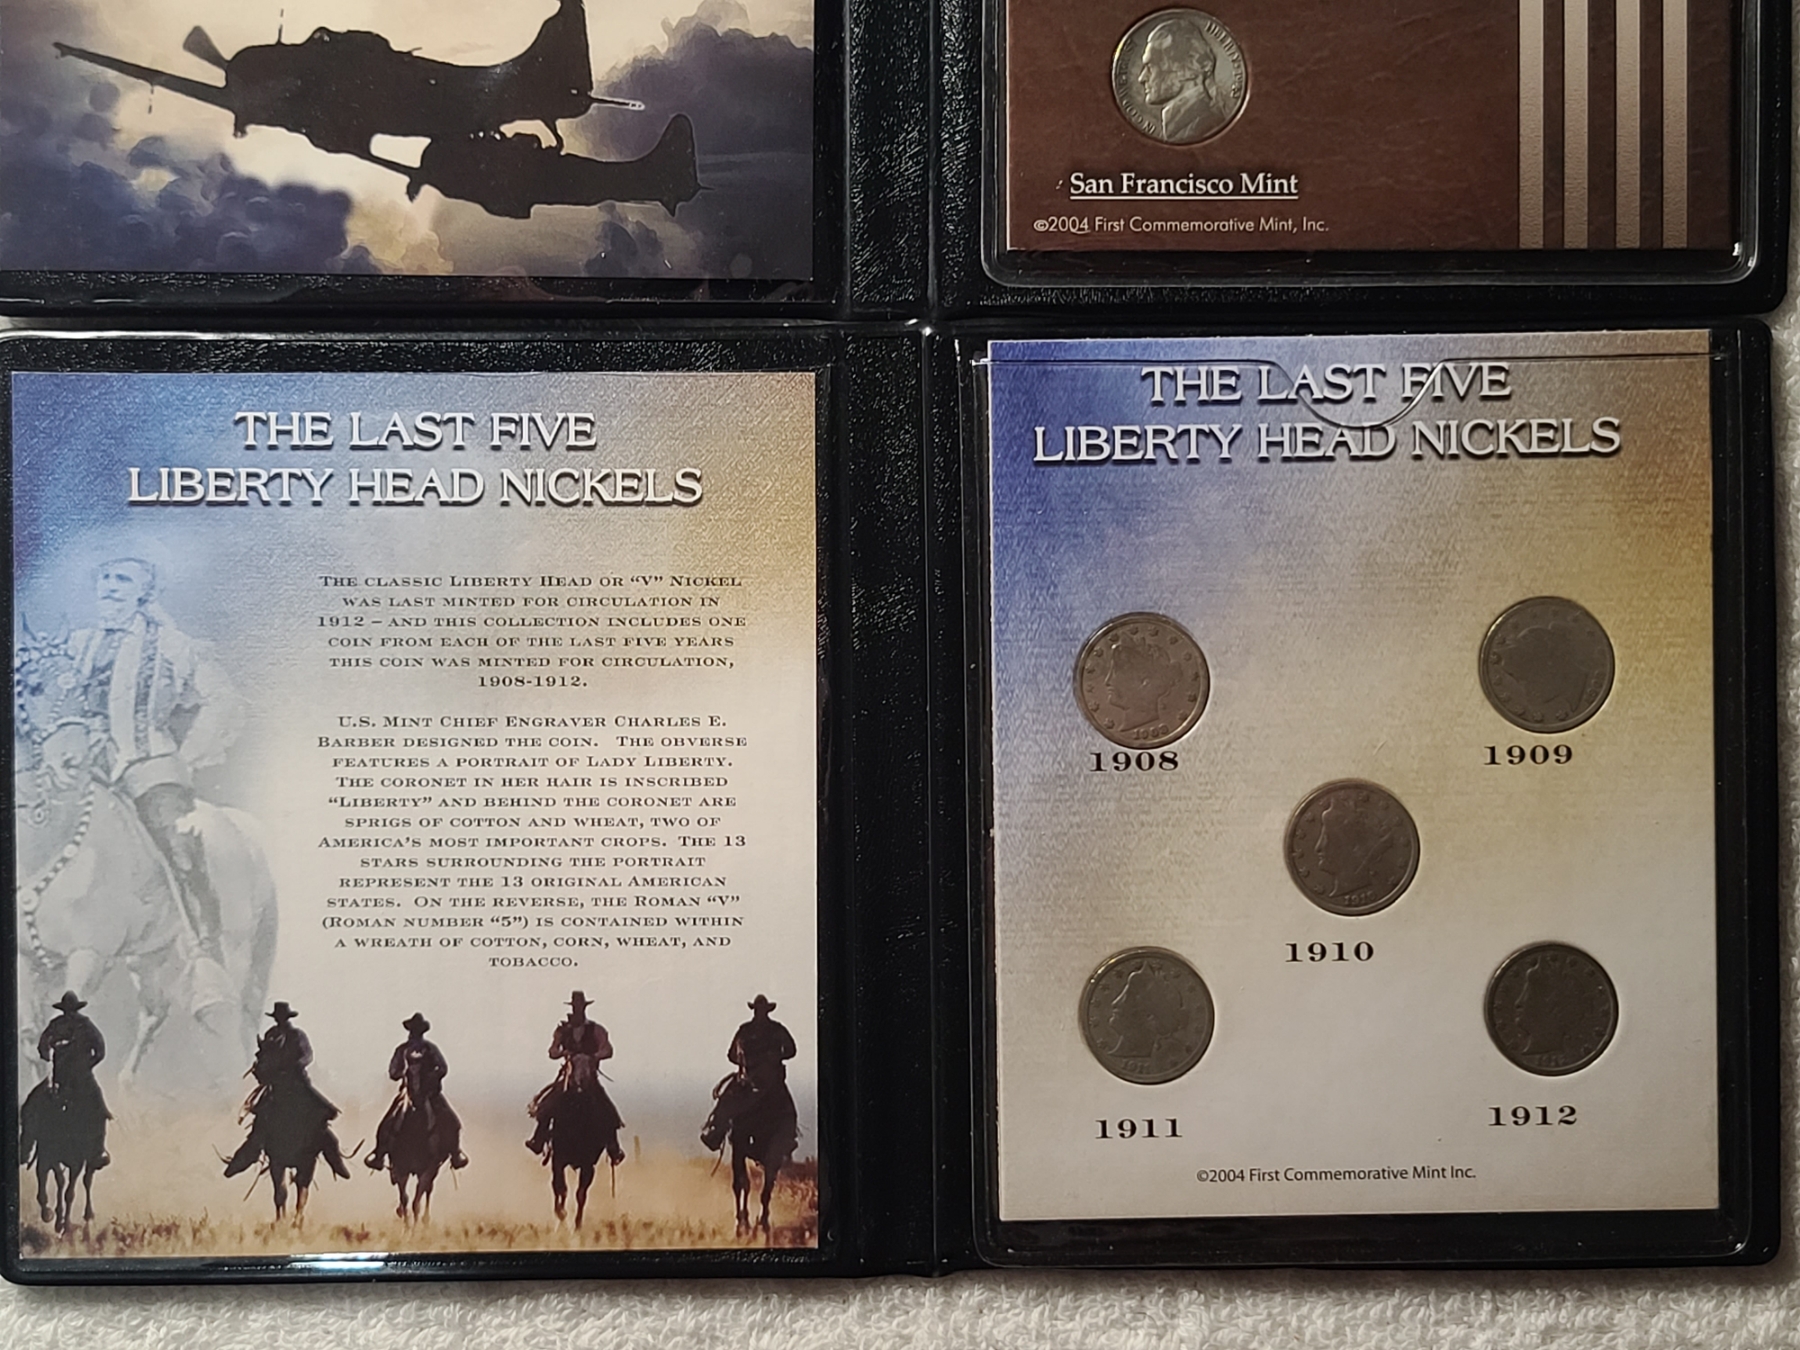 San Francisco Mint
©2004 First Commemorative Mint, Inc.
THE LAST FIVE
LIBERTY HEAD NICKELS
THE CLASSIC LIBERTY HEAD OR “V” NICKEL
WAS LAST MINTED FOR CIRCULATION IN
1912 – AND THIS COLLECTION INCLUDES ONE
COIN FROM EACH OF THE LAST FIVE YEARS
THIS COIN WAS MINTED FOR CIRCULATION,
1908-1912.
U.S. MINT CHIEF ENGRAVER CHARLES E.
BARBER DESIGNED THE COIN. THE OBVERSE
FEATURES A PORTRAIT OF LADY LIBERTY.
THE CORONET IN HER HAIR IS INSCRIBED
“LIBERTY” AND BEHIND THE CORONET ARE
SPRIGS OF COTTON AND WHEAT, TWO OF
AMERICA’S MOST IMPORTANT CROPS. THE 13
STARS SURROUNDING THE PORTRAIT
REPRESENT THE 13 ORIGINAL AMERICAN
STATES. ON THE REVERSE, THE ROMAN “V”
(ROMAN NUMBER “5”) IS CONTAINED WITHIN
A WREATH OF COTTON, CORN, WHEAT, AND
TOBACCO.
THE LAST FIVE
LIBERTY HEAD NICKELS
1908
1909
1910
1911
1912
©2004 First Commemorative Mint Inc.